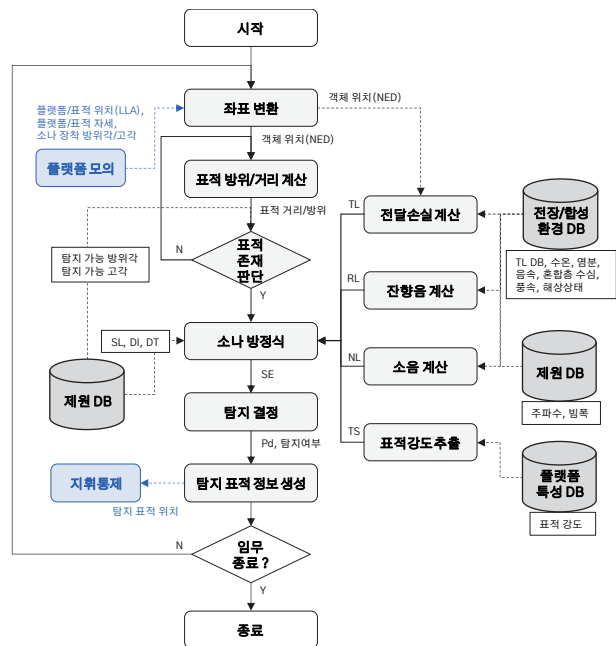 시작
좌표 변환
객체 위치(NED)
플랫폼/표적 위치(LLA),
플랫폼/표적 자세,
소나 장착 방위각/고각
객체 위치(NED)
플랫폼 모의
표적 방위/거리 계산
표적 거리/방위
TL
전달손실 계산
전장/합성
환경 DB
탐지 가능 방위각
탐지 가능 고각
N
표적
존재
판단
Y
TL DB, 수온, 염분,
음속, 혼합층 수심,
풍속, 해상상태
RL
잔향음 계산
SL, DI, DT
소나 방정식
NL
소음 계산
제원 DB
SE
제원 DB
주파수, 빔폭
탐지 결정
TS
표적강도 추출
Pd, 탐지여부
지휘통제
탐지 표적 정보 생성
플랫폼
특성 DB
탐지 표적 위치
표적 강도
N
임무
종료 ?
Y
종료